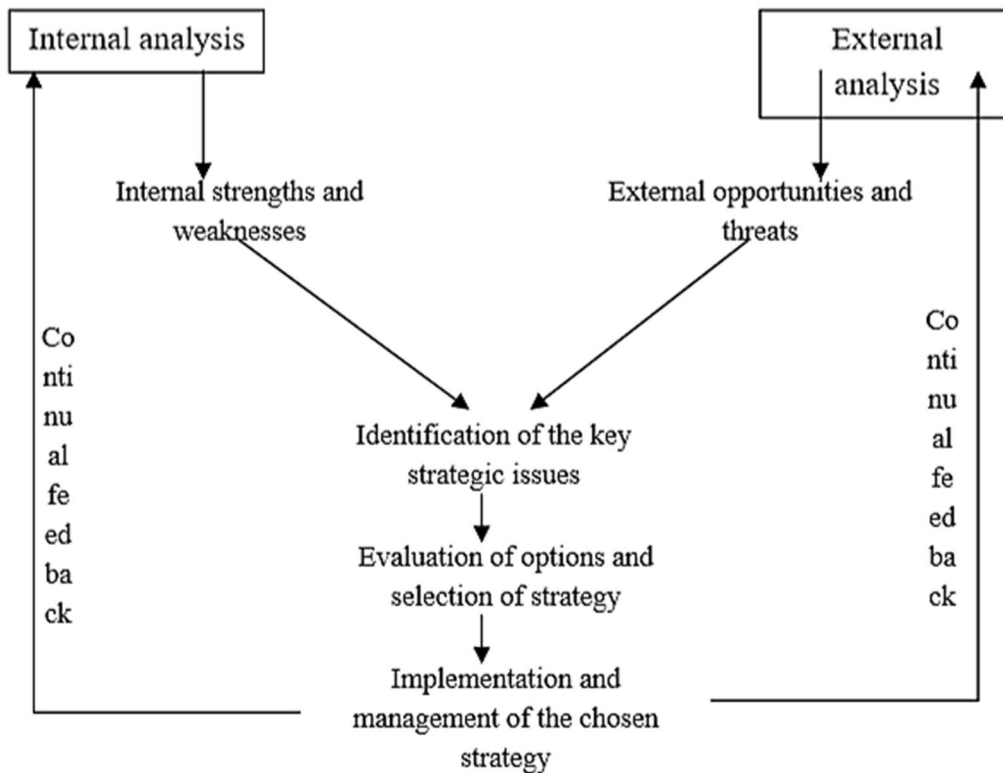 Internal analysis
External
analysis
Internal strengths and
weaknesses
External opportunities and
threats
Co
nti
nu
al
fe
ed
ba
ck
Co
nti
nu
al
fe
ed
ba
ck
Identification of the key
strategic issues
Evaluation of options and
selection of strategy
Implementation and
management of the chosen
strategy